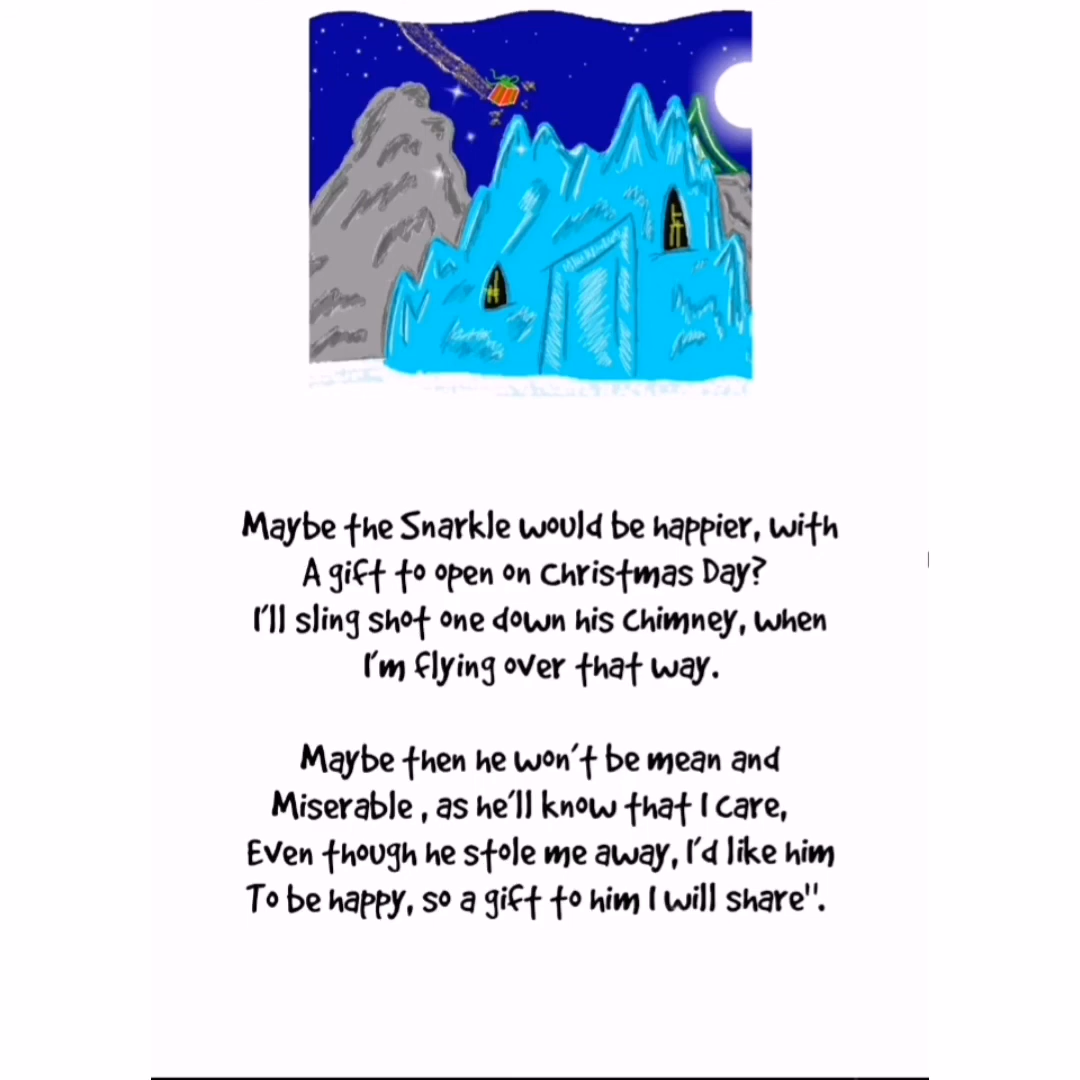 Maybe the Snarkle would be happier, with
A gift to open on Christmas Day?
I'll sling shot one down his Chimney, when
I'm flying over that way.
Maybe then he won't be mean and
Miserable , as he'll know that I care,
Even though he stole me away, I'd like him
To be happy, so a gift to him I will share".